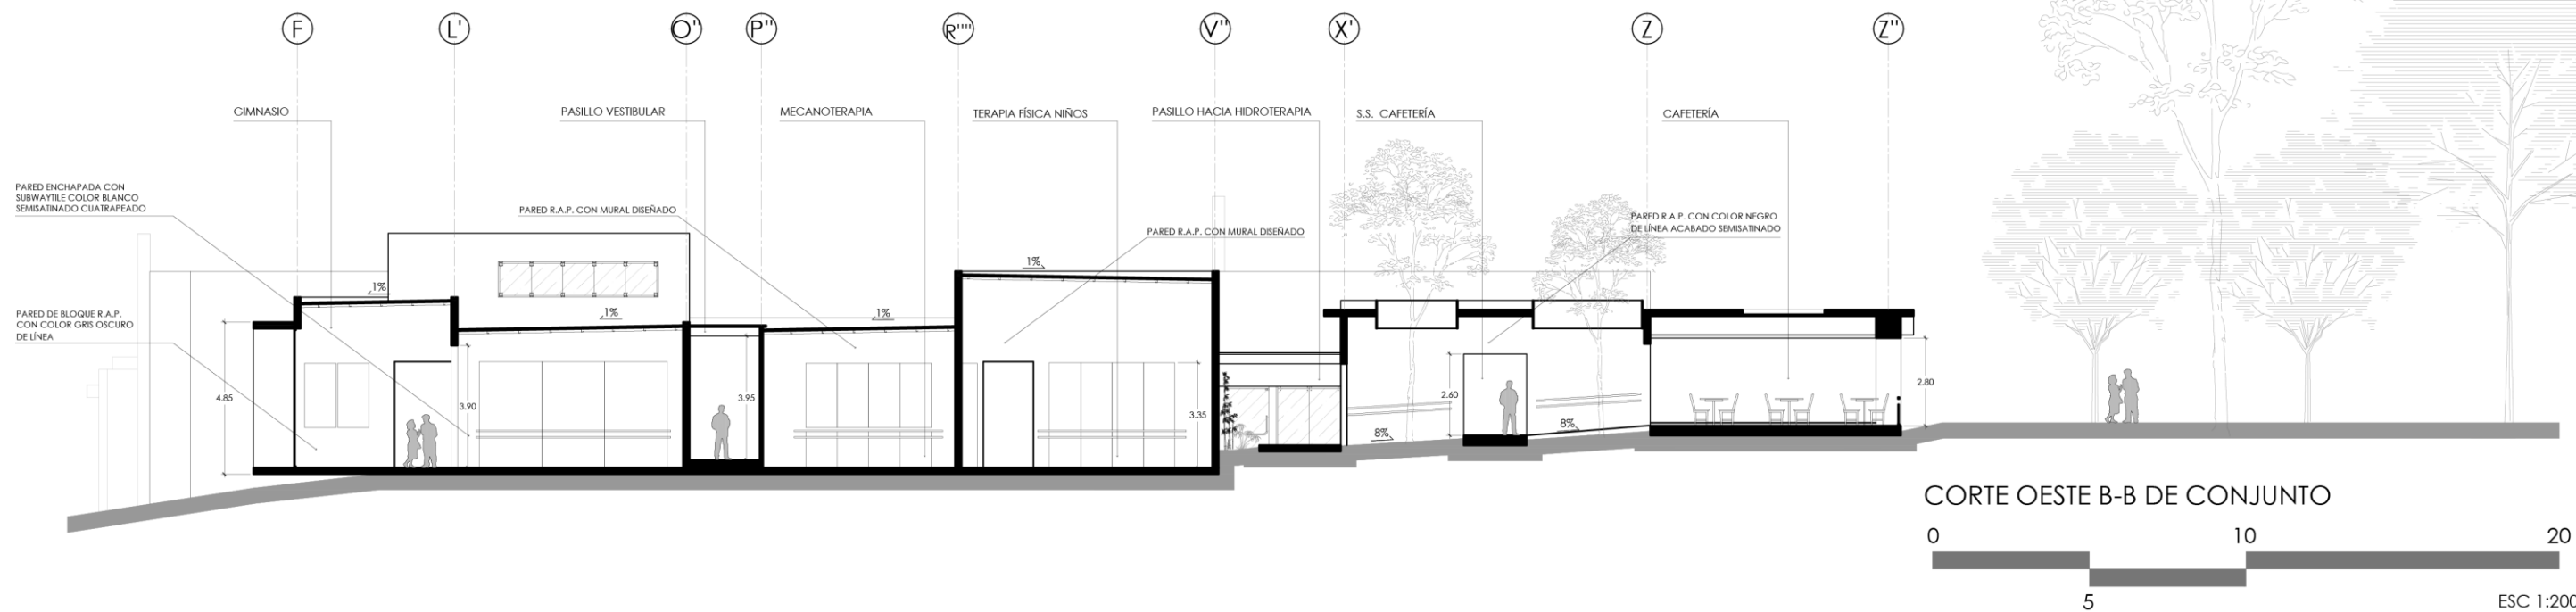 F L' O'' P'' R'''' V'' X' Z Z''
GIMNASIO
PASILLO VESTIBULAR
MECANOTERAPIA
TERAPIA FÍSICA NIÑOS
PASILLO HACIA HIDROTERAPIA
S.S. CAFETERÍA
CAFETERÍA
PARED ENCHAPADA CON
SUBWAYTILE COLOR BLANCO
SEMISATINADO CUATRAPEADO
PARED R.A.P. CON MURAL DISEÑADO
PARED R.A.P. CON MURAL DISEÑADO
PARED R.A.P. CON COLOR NEGRO
DE LÍNEA ACABADO SEMISATINADO
PARED DE BLOQUE R.A.P.
CON COLOR GRIS OSCURO
DE LÍNEA
1%
1%
1%
1%
4.85
3.90
3.95
3.35
2.60
2.80
8%
8%
CORTE OESTE B-B DE CONJUNTO
0 10 20
5
ESC 1:200